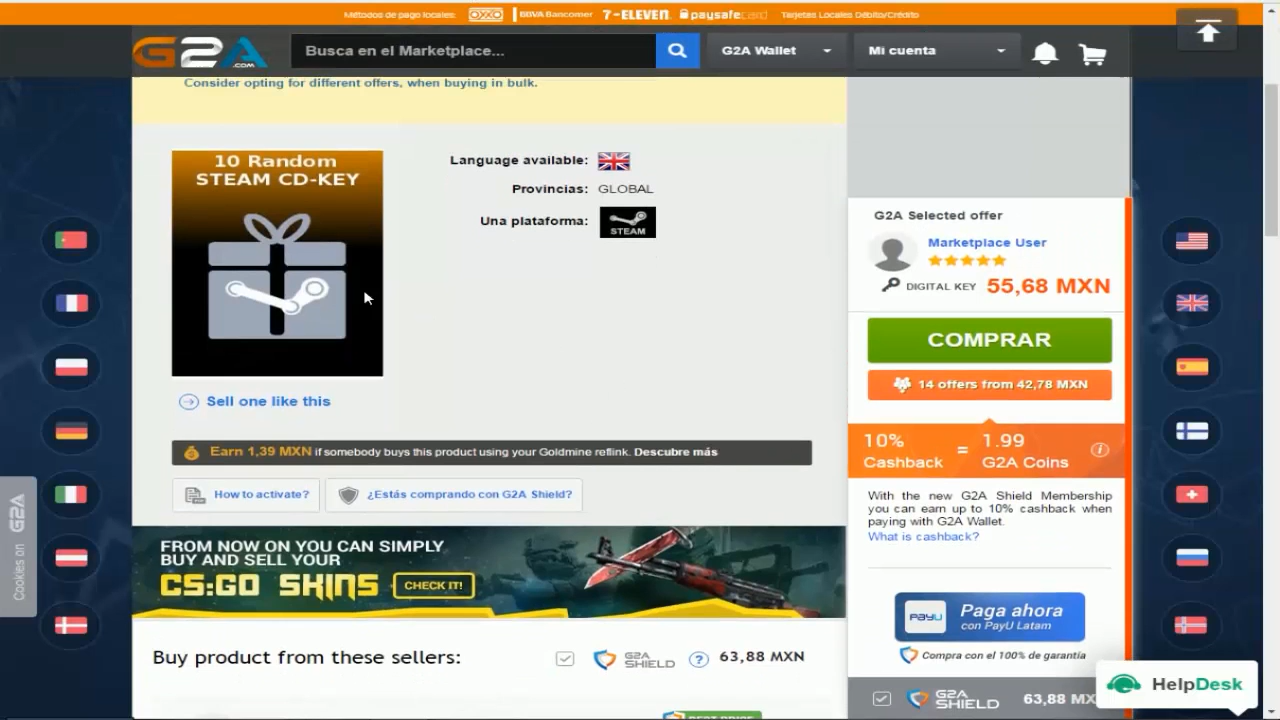 Métodos de pago locales: OXXO BBVA Bancomer 7-ELEVEN. paysafecard Tarjetas Locales Débito/Crédito
G2A.COM
Busca en el Marketplace...
G2A Wallet
Mi cuenta
Consider opting for different offers, when buying in bulk.
10 Random
STEAM CD-KEY
Language available:
Provincias: GLOBAL
Una plataforma: STEAM
Sell one like this
Earn 1,39 MXN if somebody buys this product using your Goldmine reflink. Descubre más
How to activate?
¿Estás comprando con G2A Shield?
FROM NOW ON YOU CAN SIMPLY
BUY AND SELL YOUR
CS:GO SKINS CHECK IT!
Buy product from these sellers:
G2A SHIELD ? 63,88 MXN
BEST PRICE
G2A Selected offer
Marketplace User
DIGITAL KEY 55,68 MXN
COMPRAR
14 offers from 42,78 MXN
10% = 1.99
Cashback G2A Coins
With the new G2A Shield Membership
you can earn up to 10% cashback when
paying with G2A Wallet.
What is cashback?
PayU Paga ahora
con PayU Latam
Compra con el 100% de garantía
G2A SHIELD 63,88 MX
HelpDesk
Cookies on G2A